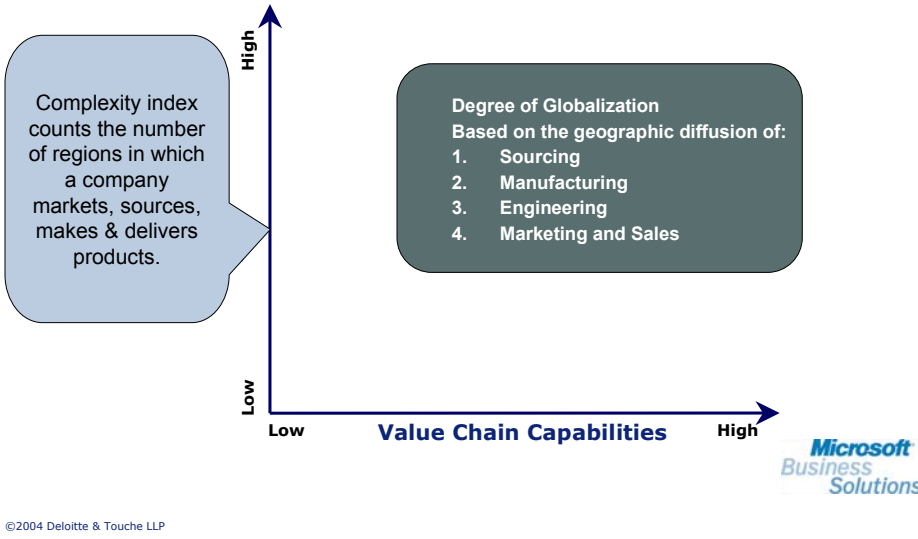 High
Complexity index
counts the number
of regions in which
a company
markets, sources,
makes & delivers
products.
Degree of Globalization
Based on the geographic diffusion of:
1. Sourcing
2. Manufacturing
3. Engineering
4. Marketing and Sales
Low
Low Value Chain Capabilities High
Microsoft
Business
Solutions
©2004 Deloitte & Touche LLP